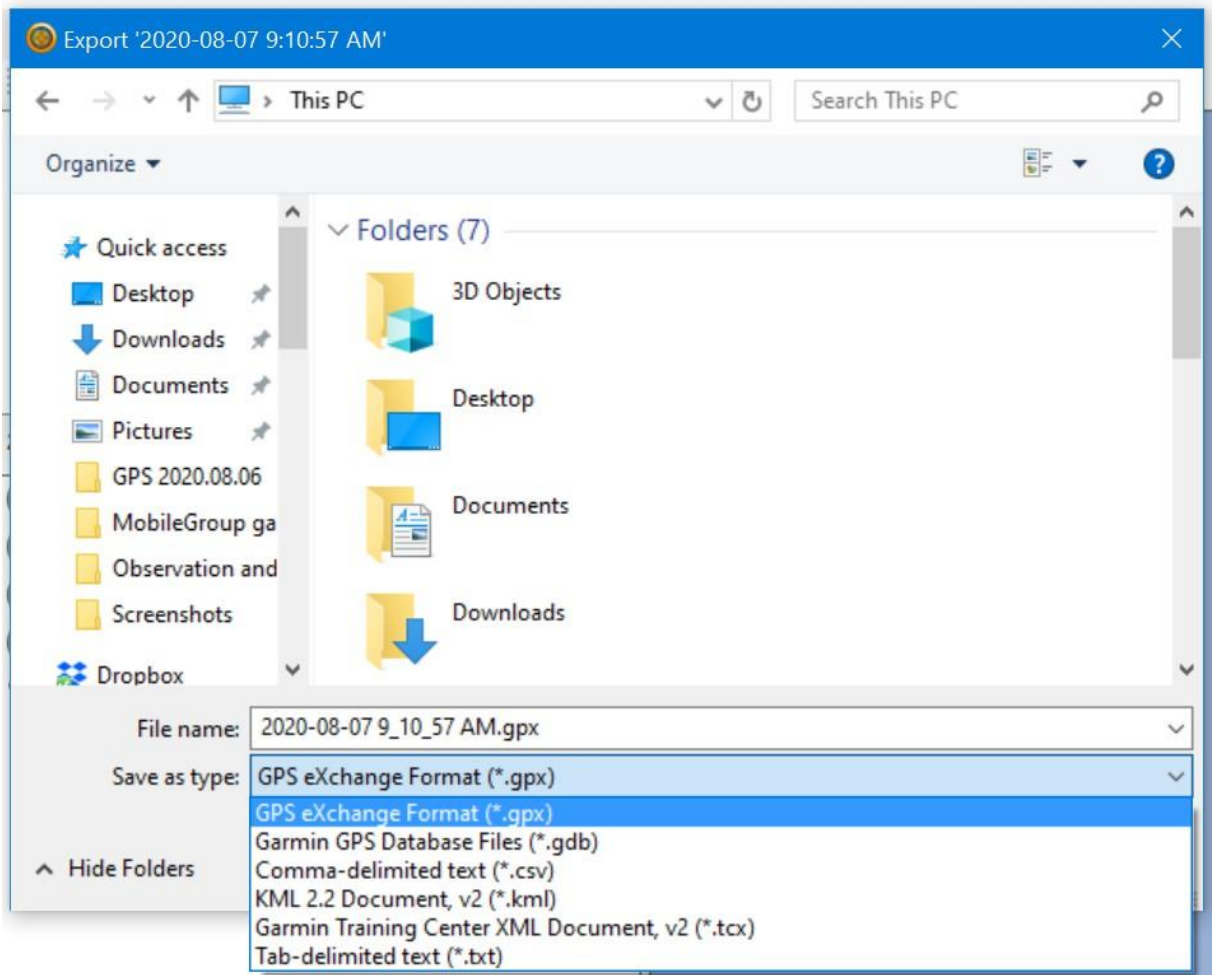 Export '2020-08-07 9:10:57 AM'
This PC
Search This PC
Organize
?
Quick access
Desktop
Downloads
Documents
Pictures
GPS 2020.08.06
MobileGroup ga
Observation and
Screenshots
Dropbox
Folders (7)
3D Objects
Desktop
Documents
Downloads
File name: 2020-08-07 9_10_57 AM.gpx
Save as type: GPS eXchange Format (*.gpx)
GPS eXchange Format (*.gpx)
Garmin GPS Database Files (*.gdb)
Comma-delimited text (*.csv)
KML 2.2 Document, v2 (*.kml)
Garmin Training Center XML Document, v2 (*.tcx)
Tab-delimited text (*.txt)
Hide Folders